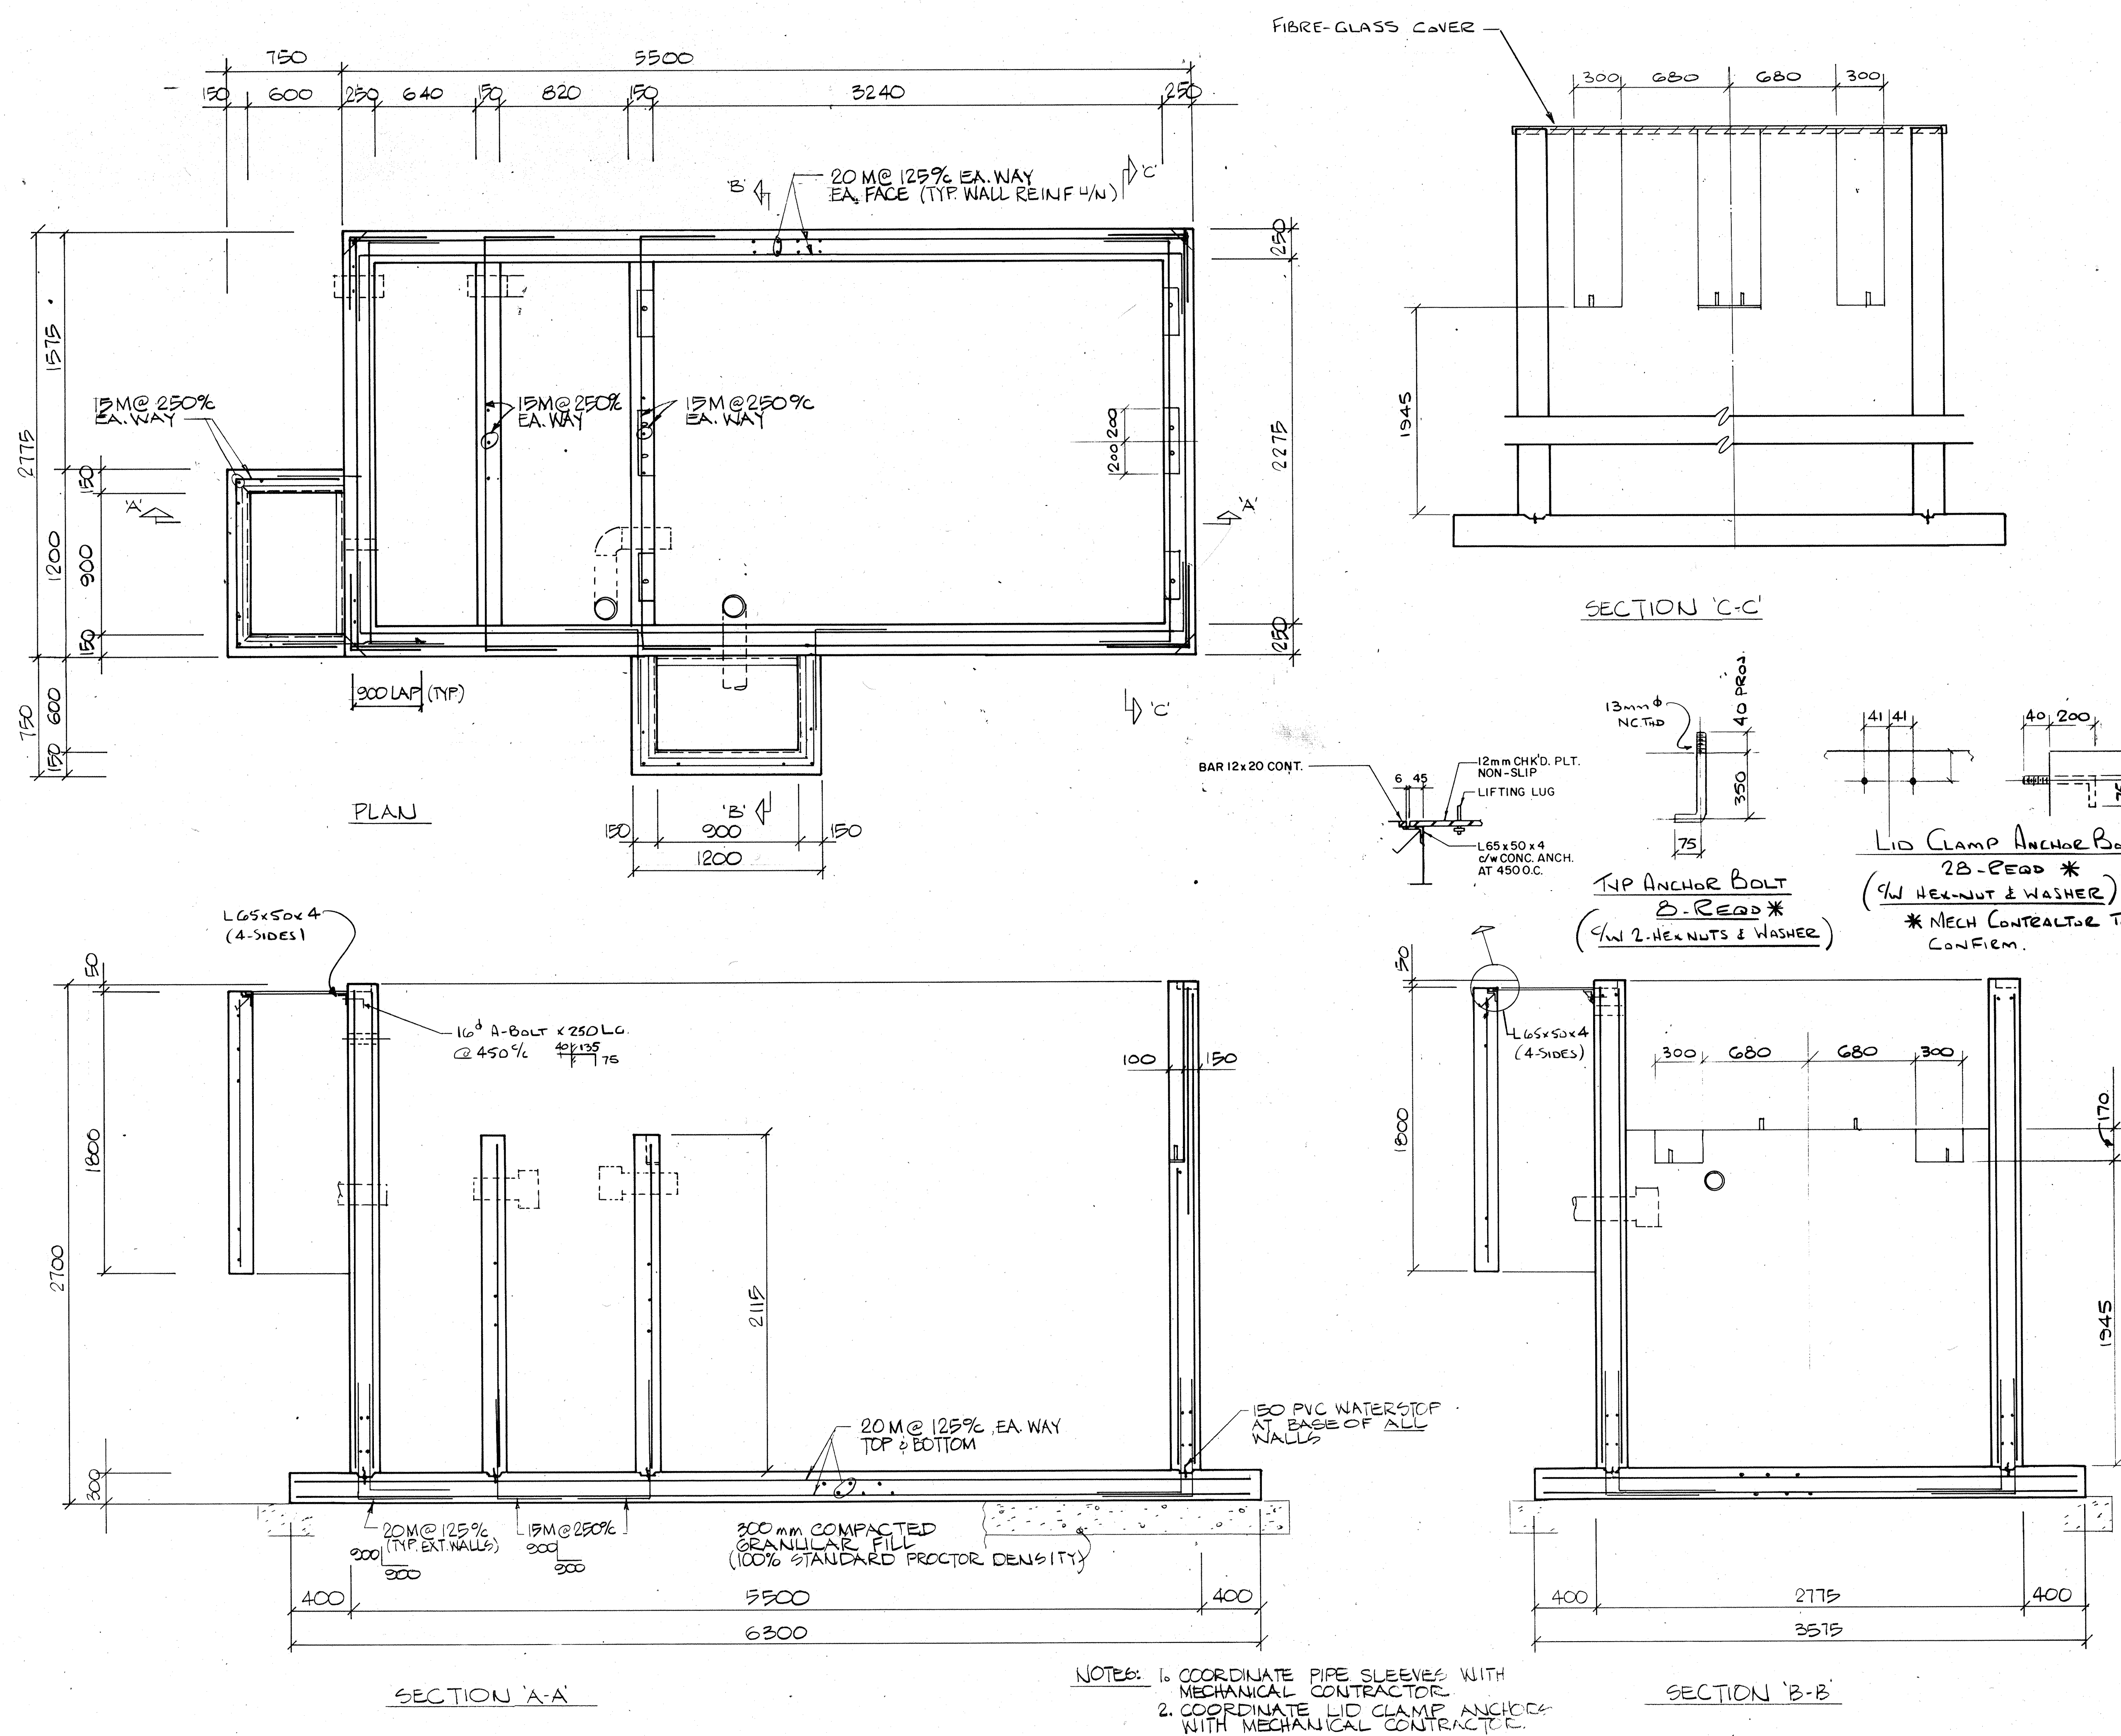 FIBRE-GLASS COVER
750
5500
150
600
250
640
150
820
150
3240
250
300
680
680
300
'B'
20M@125% EA. WAY
EA. FACE (TYP. WALL REINF U/N)
'C'
250
1575
15M@250%
EA. WAY
15M@250%
EA. WAY
15M@250%
EA. WAY
200
200
2275
1945
2775
150
'A'
1200
900
150
'A'
250
SECTION 'C-C'
900 LAP (TYP.)
'C'
750
600
150
PLAN
'B'
150
900
150
1200
BAR 12x20 CONT.
6 45
12mm CHK'D. PLT.
NON-SLIP
LIFTING LUG
L65x50x4
c/w CONC. ANCH.
AT 450 O.C.
13mm ϕ
N.C. THD
40 PROJ.
350
75
TYP ANCHOR BOLT
8-REQD *
(C/W 2-HEX NUTS & WASHER)
41 41
40 200
75
LID CLAMP ANCHOR BO
28-REQD *
(C/W HEX-NUT & WASHER)
* MECH CONTRACTOR T
CONFIRM.
L65x50x4
(4-SIDES)
50
16ϕ A-BOLT x 250 LG.
@ 450 c/c
40 135
75
100
150
1800
2700
2115
300
20M@125% EA. WAY
TOP & BOTTOM
150 PVC WATERSTOP
AT BASE OF ALL
WALLS
20M@125%
(TYP. EXT. WALLS)
900
900
15M@250%
900
900
300mm COMPACTED
GRANULAR FILL
(100% STANDARD PROCTOR DENSITY)
400
5500
400
6300
SECTION 'A-A'
50
L65x50x4
(4-SIDES)
300
680
680
300
1800
170
1945
400
2775
400
3575
SECTION 'B-B'
NOTES: 1. COORDINATE PIPE SLEEVES WITH
MECHANICAL CONTRACTOR.
2. COORDINATE LID CLAMP ANCHORS
WITH MECHANICAL CONTRACTOR.